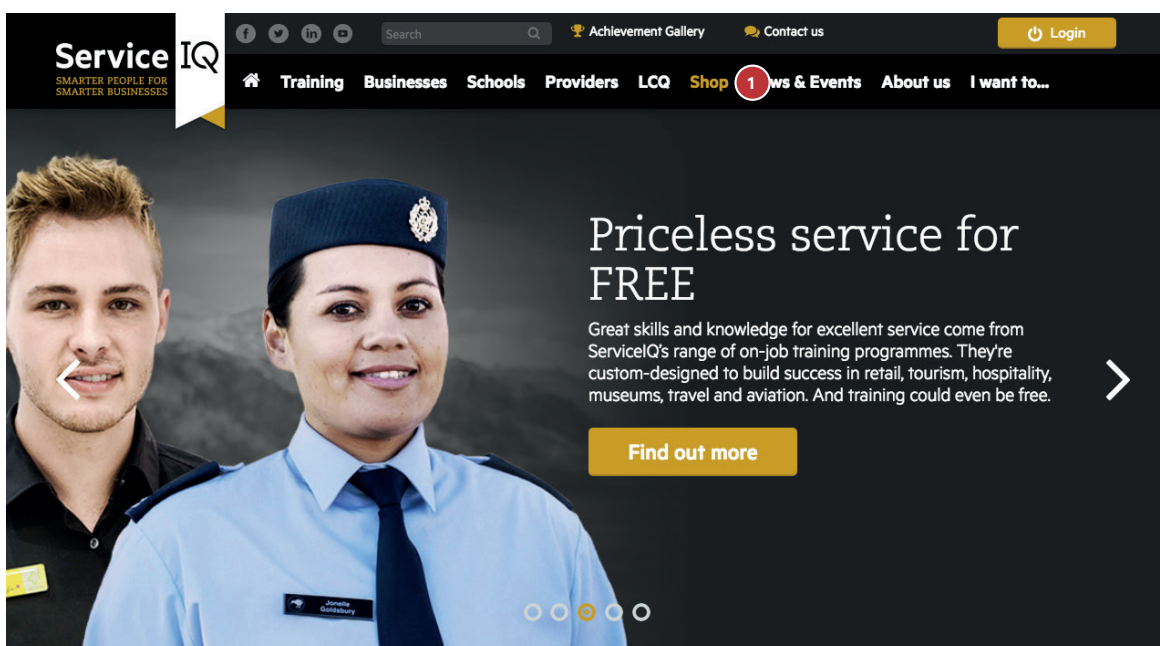 Service IQ
SMARTER PEOPLE FOR
SMARTER BUSINESSES
Search
Achievement Gallery
Contact us
Login
Training Businesses Schools Providers LCQ Shop 1 ws & Events About us I want to...
Priceless service for
FREE
Great skills and knowledge for excellent service come from
ServiceIQ's range of on-job training programmes. They're
custom-designed to build success in retail, tourism, hospitality,
museums, travel and aviation. And training could even be free.
Find out more
Jonelle
Goldsbury